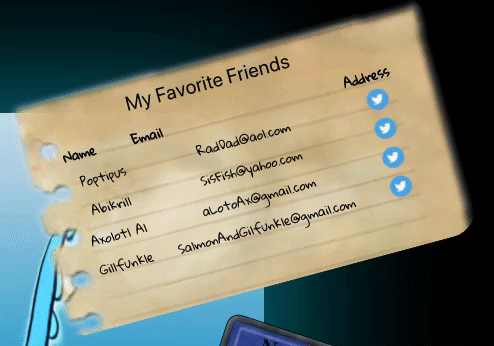 My Favorite Friends
Name Email Address
Poptipus RadDad@aol.com
Abikrill SisFish@yahoo.com
Axolotl Al aLotoAx@gmail.com
Gillfunkle SalmonAndGilfunkle@gmail.com